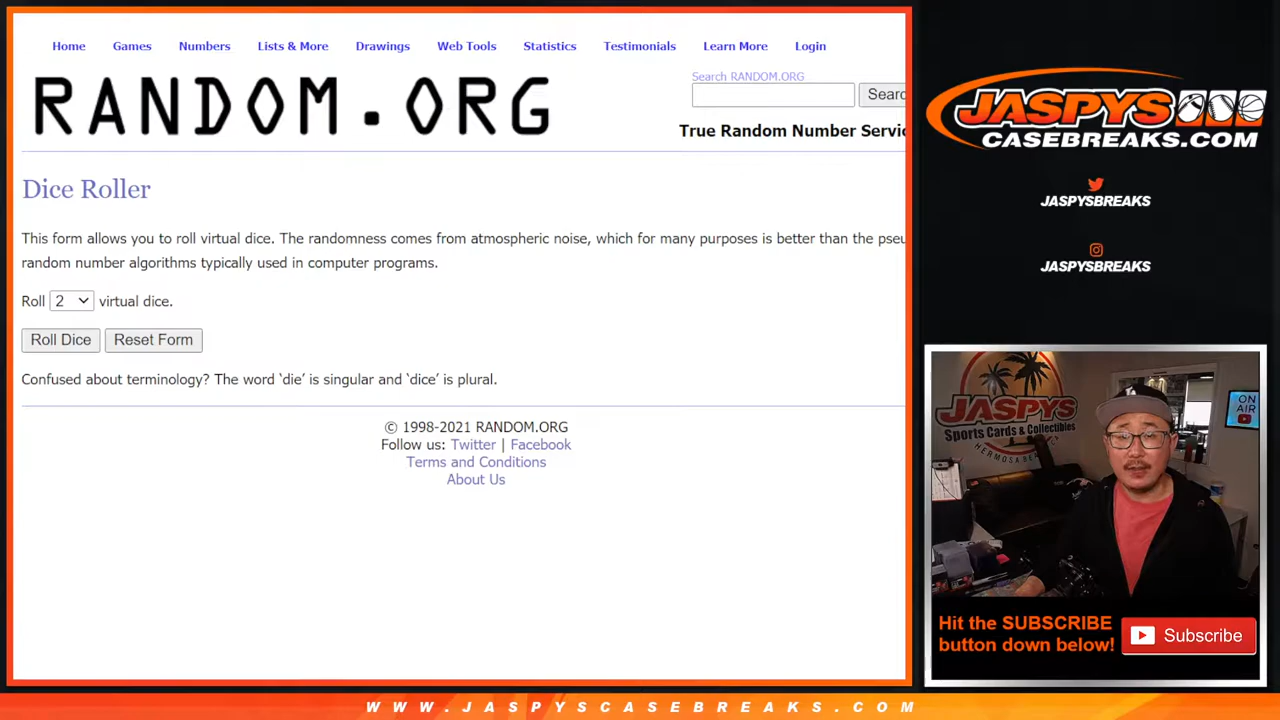 Home Games Numbers Lists & More Drawings Web Tools Statistics Testimonials Learn More Login
RANDOM.ORG
Search RANDOM.ORG
Searc
True Random Number Servic
Dice Roller
This form allows you to roll virtual dice. The randomness comes from atmospheric noise, which for many purposes is better than the pseu
random number algorithms typically used in computer programs.
Roll 2 virtual dice.
Roll Dice Reset Form
Confused about terminology? The word ‘die’ is singular and ‘dice’ is plural.
© 1998-2021 RANDOM.ORG
Follow us: Twitter | Facebook
Terms and Conditions
About Us
JASPYS
CASEBREAKS.COM
JASPYSBREAKS
JASPYSBREAKS
JASPYS
Sports Cards & Collectibles
HERMOSA BEACH
ON
AIR
Hit the SUBSCRIBE
button down below!
Subscribe
WWW.JASPYSCASEBREAKS.COM